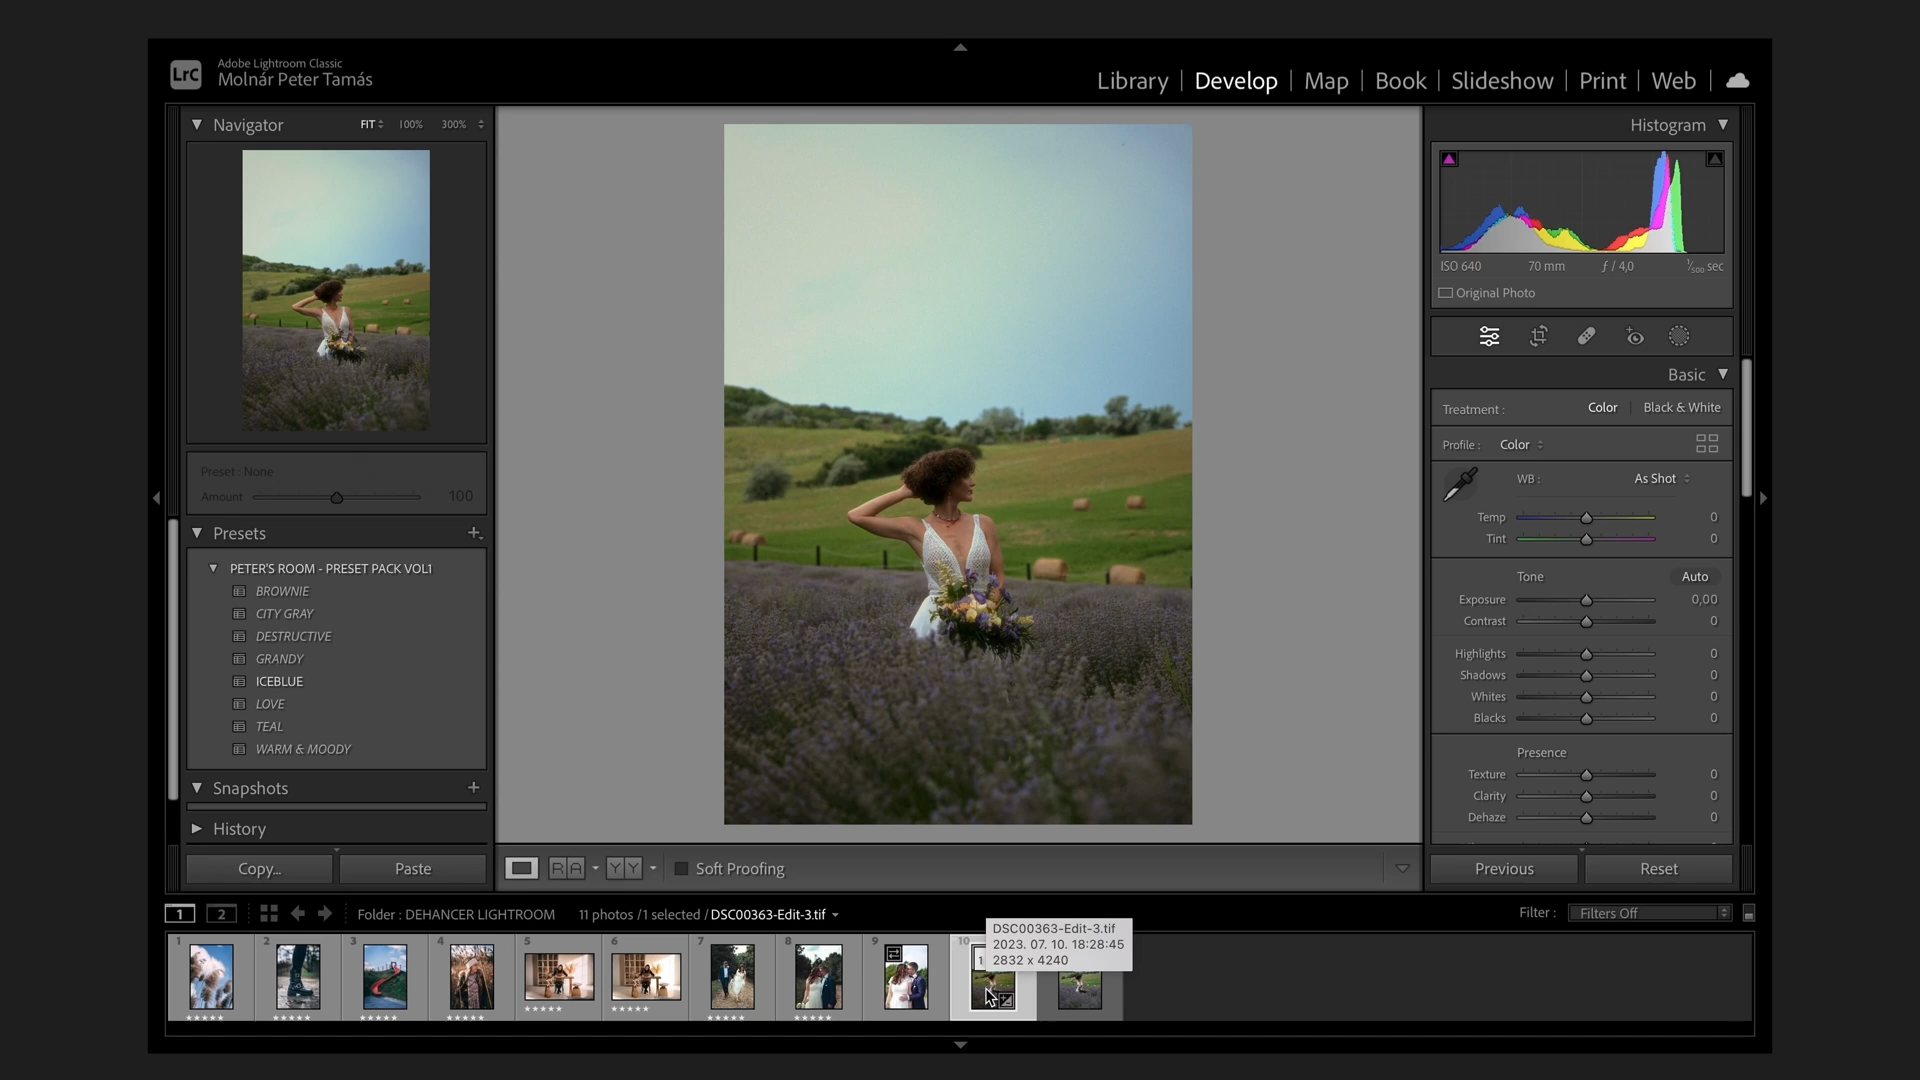 LrC
Adobe Lightroom Classic
Molnár Peter Tamás
Library | Develop | Map | Book | Slideshow | Print | Web |
Navigator
FIT 100% 300%
Preset : None
Amount 100
Presets
PETER'S ROOM - PRESET PACK VOL1
BROWNIE
CITY GRAY
DESTRUCTIVE
GRANDY
ICEBLUE
LOVE
TEAL
WARM & MOODY
Snapshots
History
Copy...
Paste
Soft Proofing
Histogram
ISO 640 70 mm ƒ / 4,0 1/500 sec
Original Photo
Basic
Treatment : Color | Black & White
Profile : Color
WB : As Shot
Temp 0
Tint 0
Tone Auto
Exposure 0,00
Contrast 0
Highlights 0
Shadows 0
Whites 0
Blacks 0
Presence
Texture 0
Clarity 0
Dehaze 0
Previous
Reset
1 2 Folder : DEHANCER LIGHTROOM 11 photos /1 selected / DSC00363-Edit-3.tif
Filter : Filters Off
1 2 3 4 5 6 7 8 9 10
DSC00363-Edit-3.tif
2023. 07. 10. 18:28:45
2832 x 4240